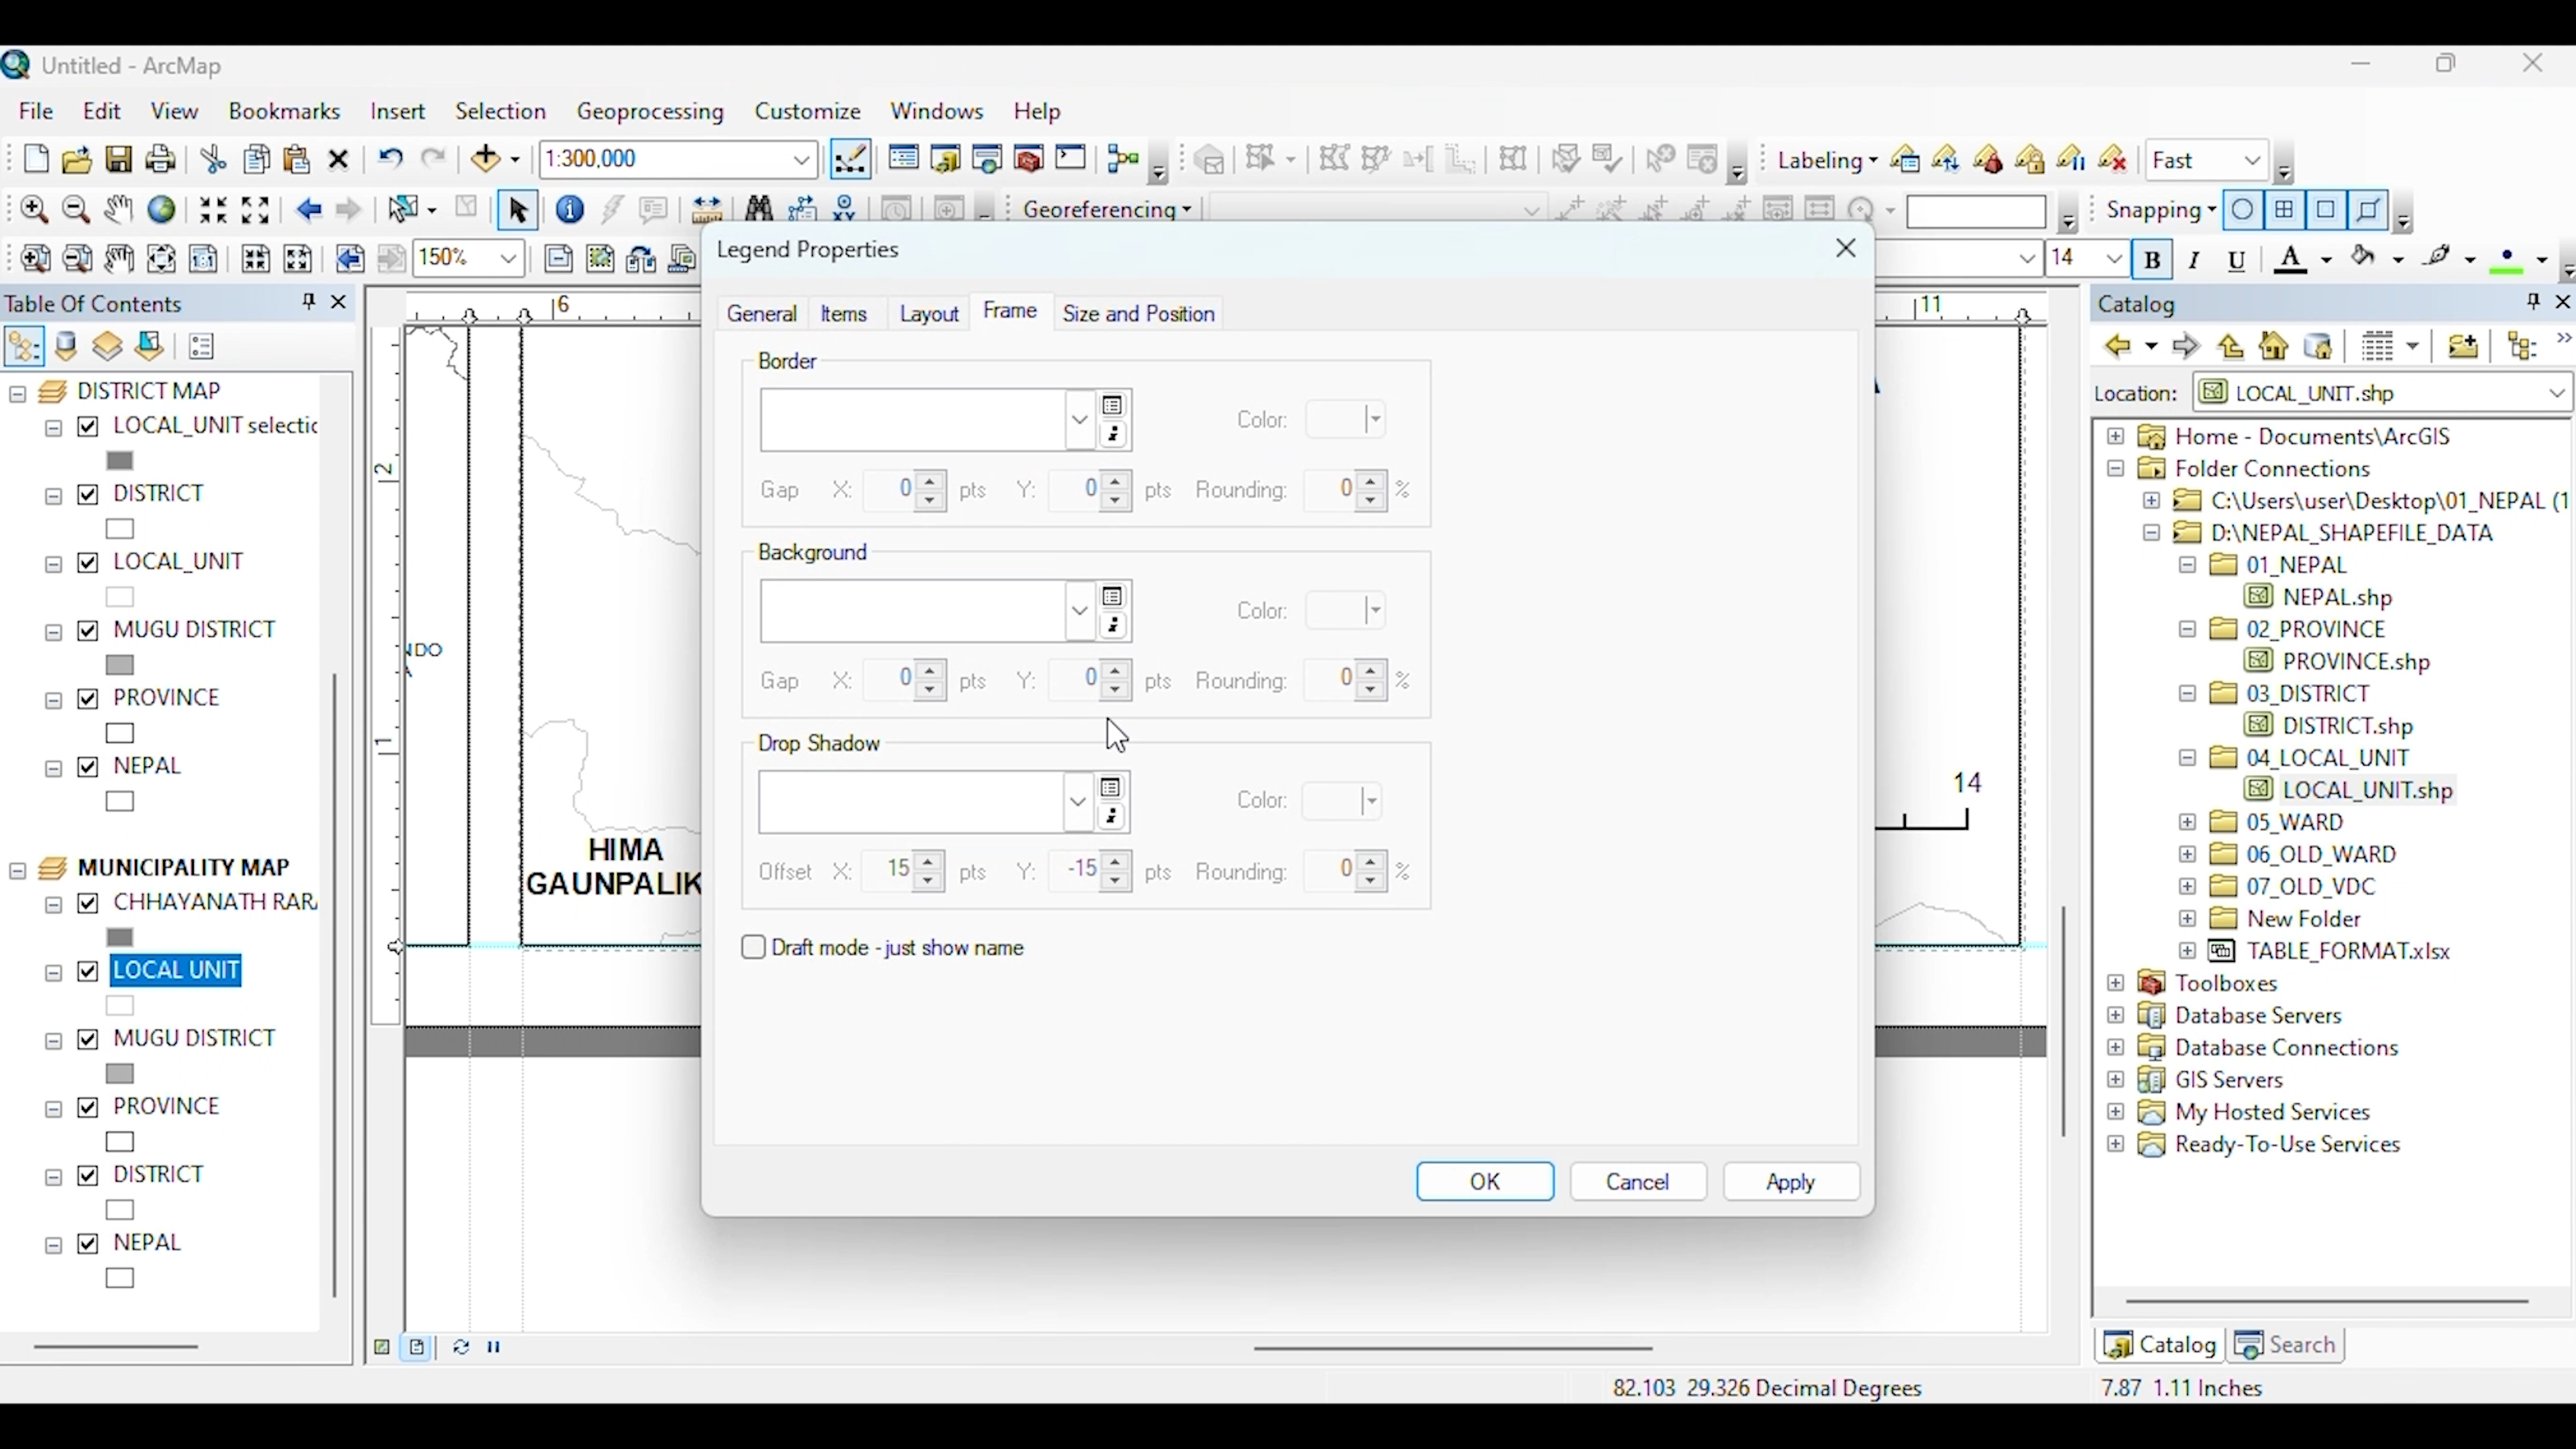 Untitled - ArcMap
File Edit View Bookmarks Insert Selection Geoprocessing Customize Windows Help
1:300,000 Labeling Fast
Georeferencing Snapping
150% 14 B I U A
Legend Properties
General Items Layout Frame Size and Position
Border
Color:
Gap X: 0 pts Y: 0 pts Rounding: 0 %
Background
Color:
Gap X: 0 pts Y: 0 pts Rounding: 0 %
Drop Shadow
Color:
Offset X: 15 pts Y: -15 pts Rounding: 0 %
Draft mode - just show name
OK Cancel Apply
Table Of Contents
DISTRICT MAP
LOCAL_UNIT selectic
DISTRICT
LOCAL_UNIT
MUGU DISTRICT
PROVINCE
NEPAL
MUNICIPALITY MAP
CHHAYANATH RAR
LOCAL UNIT
MUGU DISTRICT
PROVINCE
DISTRICT
NEPAL
6
11
2
1
NDO
HIMA
GAUNPALIK
14
Catalog
Location: LOCAL_UNIT.shp
Home - Documents\ArcGIS
Folder Connections
C:\Users\user\Desktop\01_NEPAL (1
D:\NEPAL_SHAPEFILE_DATA
01_NEPAL
NEPAL.shp
02_PROVINCE
PROVINCE.shp
03_DISTRICT
DISTRICT.shp
04_LOCAL_UNIT
LOCAL_UNIT.shp
05_WARD
06_OLD_WARD
07_OLD_VDC
New Folder
TABLE_FORMAT.xlsx
Toolboxes
Database Servers
Database Connections
GIS Servers
My Hosted Services
Ready-To-Use Services
Catalog Search
82.103 29.326 Decimal Degrees 7.87 1.11 Inches